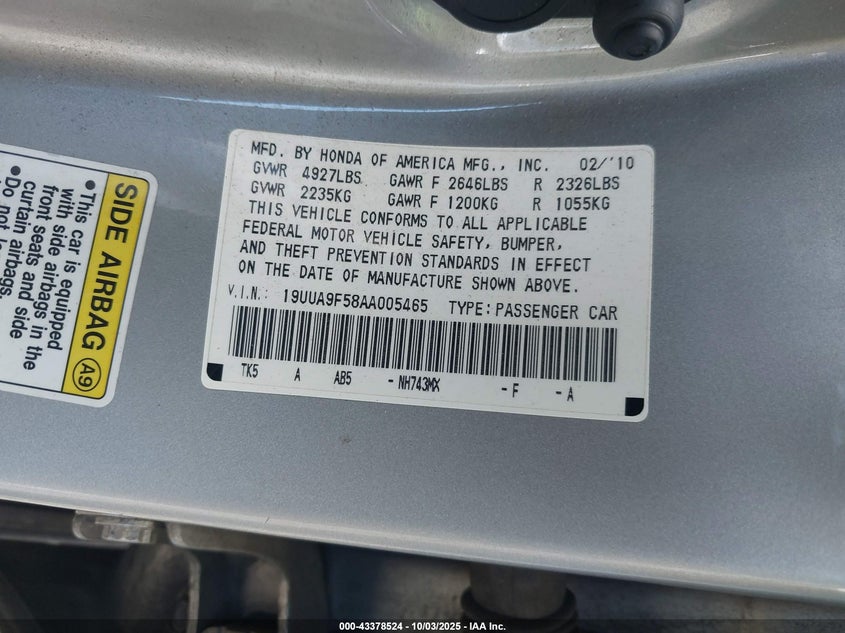 MFD. BY HONDA OF AMERICA MFG., INC. 02/'10
GVWR 4927LBS GAWR F 2646LBS R 2326LBS
GVWR 2235KG GAWR F 1200KG R 1055KG
THIS VEHICLE CONFORMS TO ALL APPLICABLE
FEDERAL MOTOR VEHICLE SAFETY, BUMPER,
AND THEFT PREVENTION STANDARDS IN EFFECT
ON THE DATE OF MANUFACTURE SHOWN ABOVE.
V.I.N.: 19UUA9F58AA005465 TYPE: PASSENGER CAR
TK5 A AB5 -NH743MX -F -A
SIDE AIRBAG A9
•This car is equipped
with side airbags in the
front seats and side
curtain airbags.
•Do not
000-43378524 - 10/03/2025 - IAA Inc.